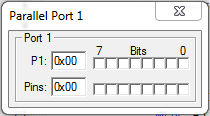 Parallel Port 1
Port 1
7 Bits 0
P1: 0x00
Pins: 0x00